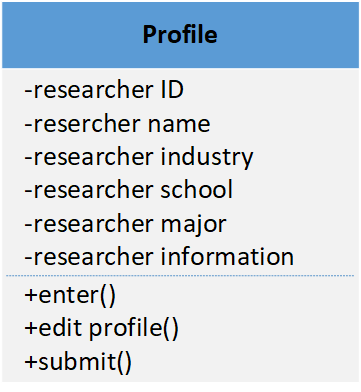 Profile
-researcher ID
-resercher name
-researcher industry
-researcher school
-researcher major
-researcher information
+enter()
+edit profile()
+submit()